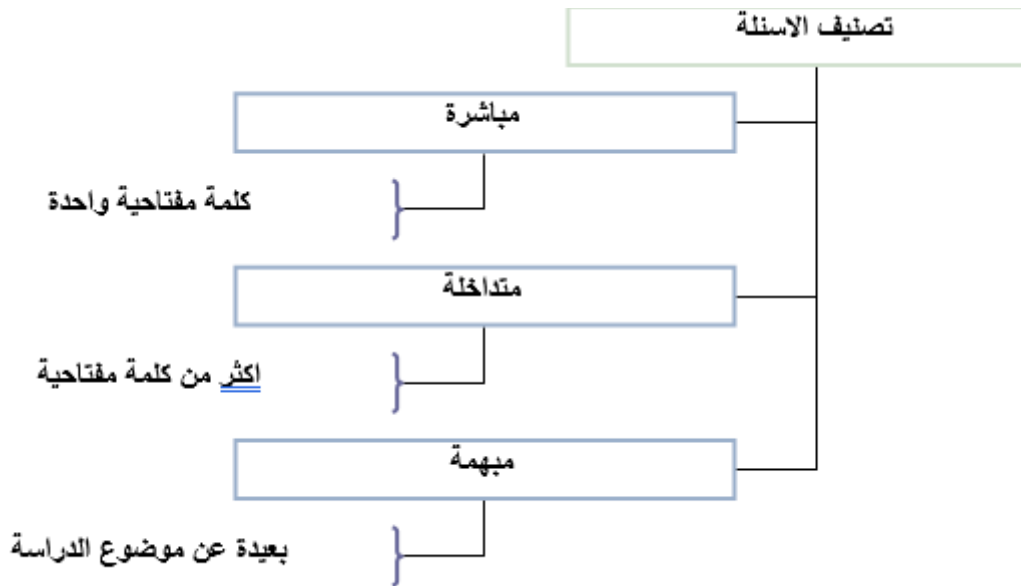 تصنيف الاسئلة
مباشرة
كلمة مفتاحية واحدة
متداخلة
اكثر من كلمة مفتاحية
مبهمة
بعيدة عن موضوع الدراسة